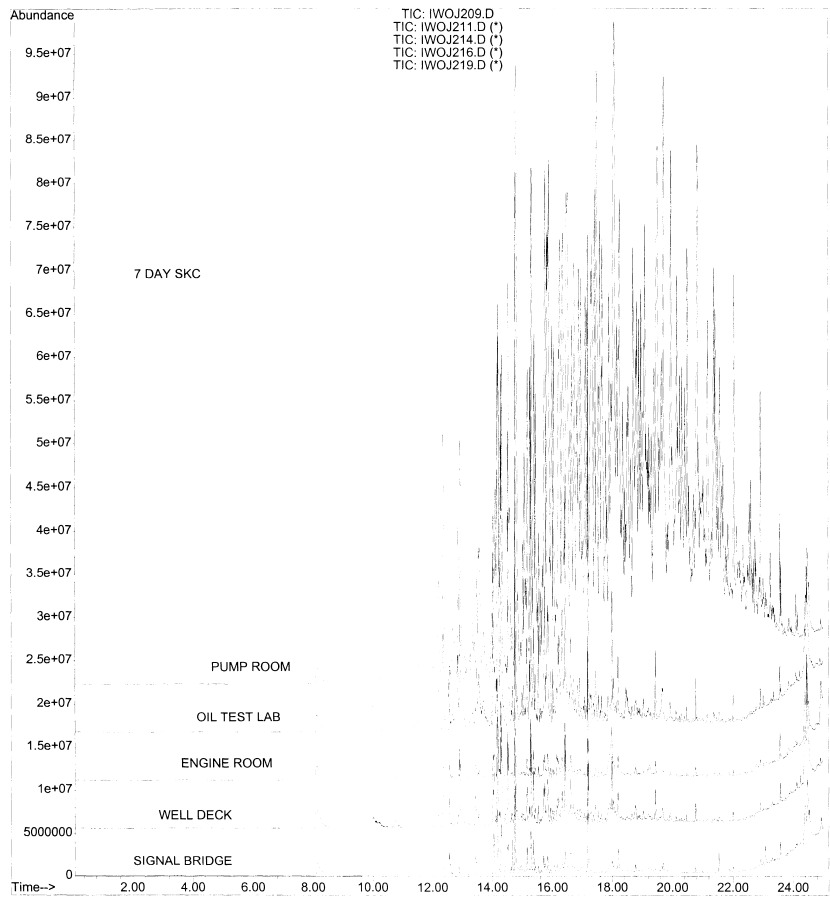 Abundance
TIC: IWOJ209.D
TIC: IWOJ211.D (*)
TIC: IWOJ214.D (*)
TIC: IWOJ216.D (*)
TIC: IWOJ219.D (*)
9.5e+07
9e+07
8.5e+07
8e+07
7.5e+07
7e+07
7 DAY SKC
6.5e+07
6e+07
5.5e+07
5e+07
4.5e+07
4e+07
3.5e+07
3e+07
2.5e+07
PUMP ROOM
2e+07
OIL TEST LAB
1.5e+07
ENGINE ROOM
1e+07
WELL DECK
5000000
SIGNAL BRIDGE
0
Time--> 2.00 4.00 6.00 8.00 10.00 12.00 14.00 16.00 18.00 20.00 22.00 24.00